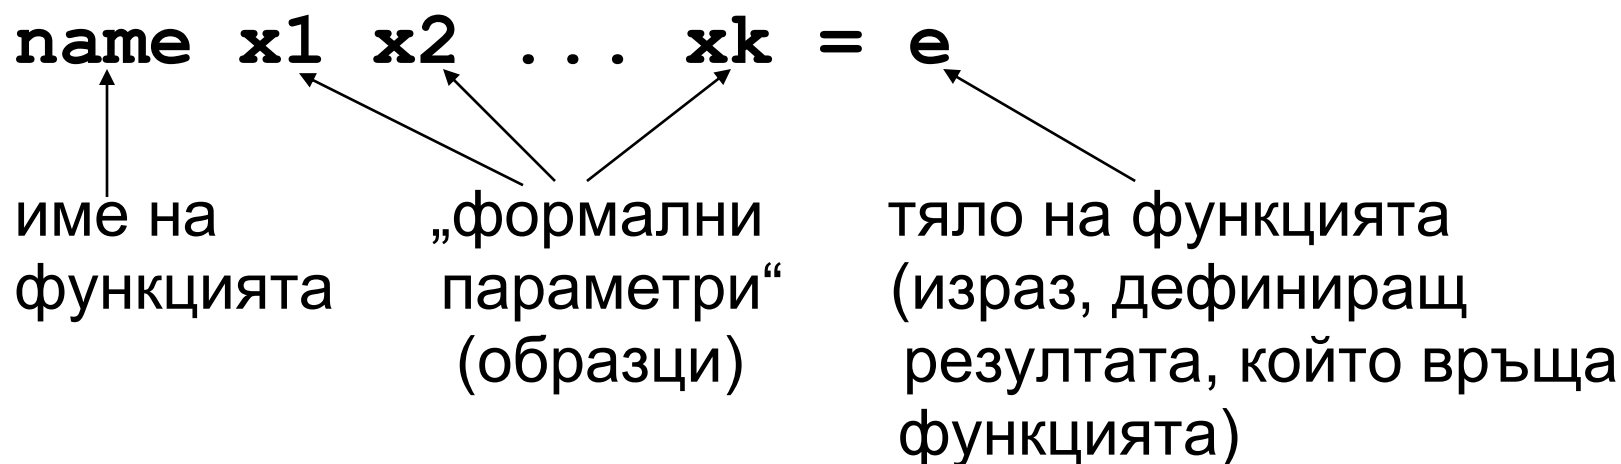 name x1 x2 ... xk = e
име на „формални тяло на функцията
функцията параметри“ (израз, дефиниращ
(образци) резултата, който връща
функцията)